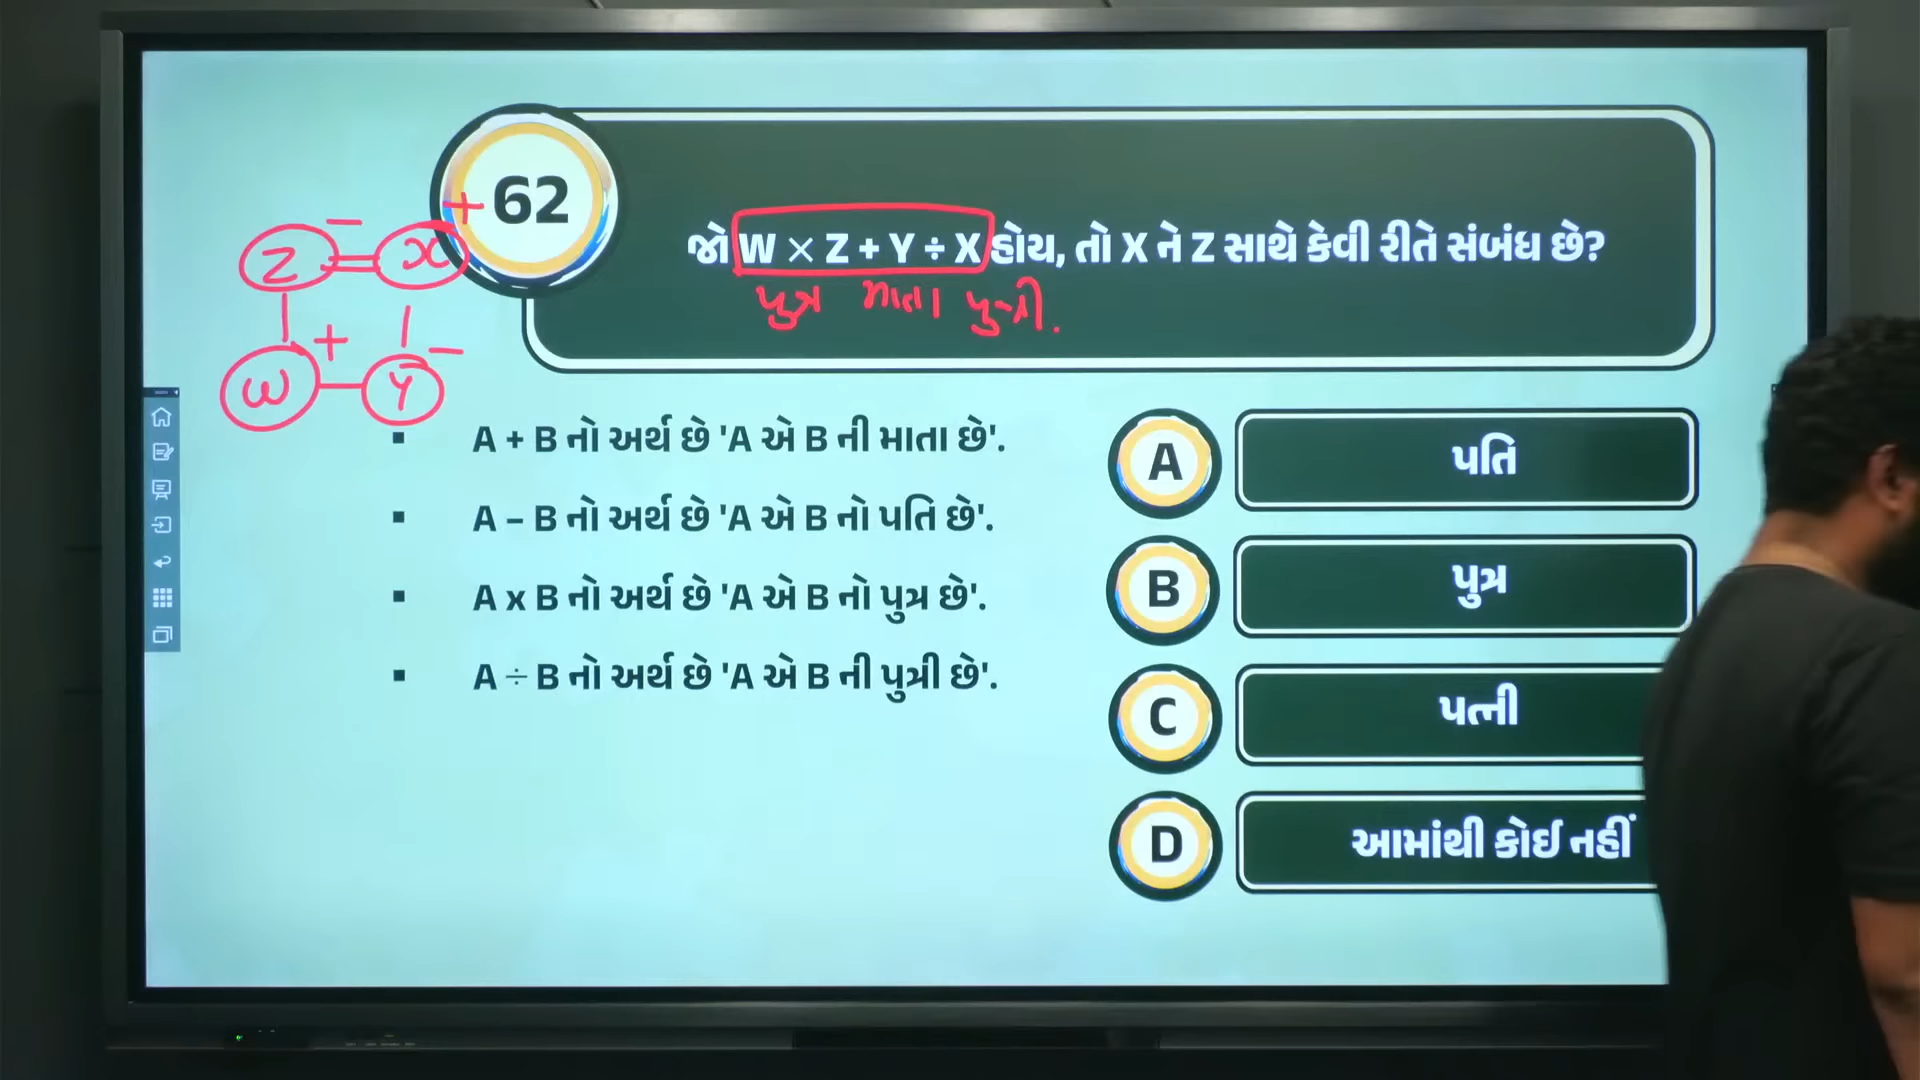 62
જો W × Z + Y ÷ X હોય, તો X ને Z સાથે કેવી રીતે સંબંધ છે?
પુત્ર માતા પુત્રી.
Z = X
− +
W − Y
+ −
A + B નો અર્થ છે 'A એ B ની માતા છે'.
A – B નો અર્થ છે 'A એ B નો પતિ છે'.
A x B નો અર્થ છે 'A એ B નો પુત્ર છે'.
A ÷ B નો અર્થ છે 'A એ B ની પુત્રી છે'.
A પતિ
B પુત્ર
C પત્ની
D આમાંથી કોઈ નહીં